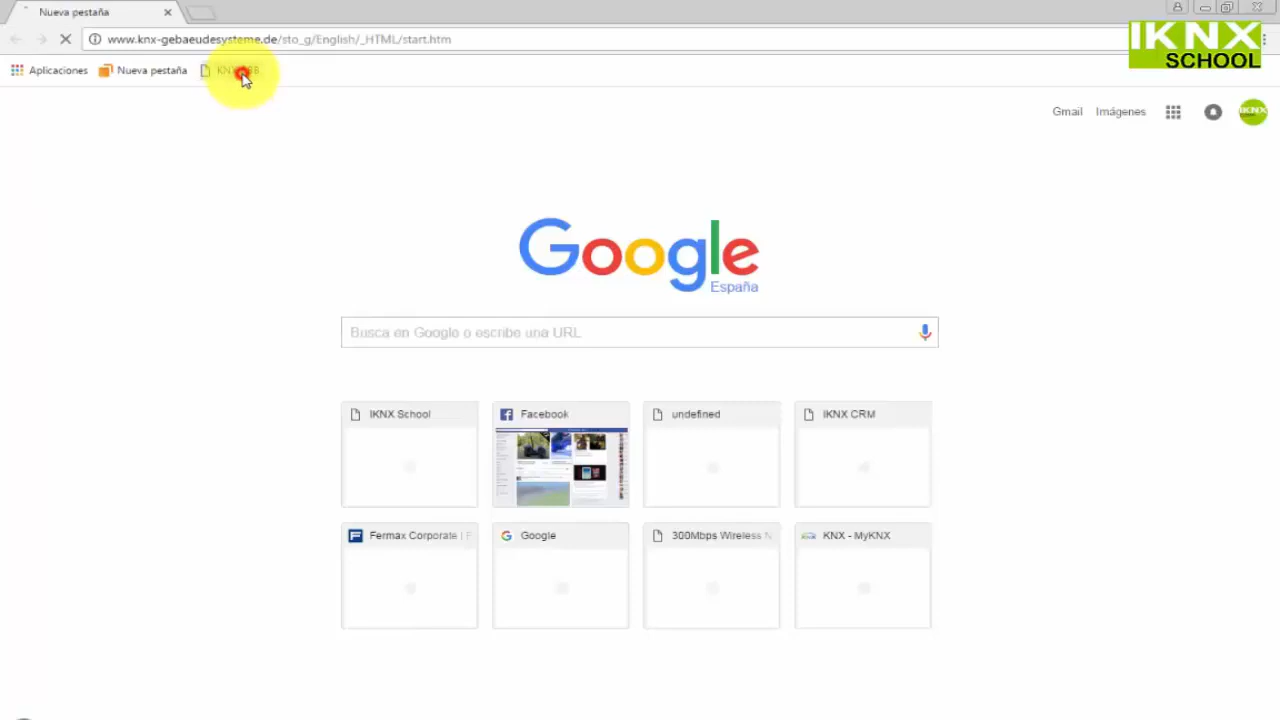 Nueva pestaña
www.knx-gebaeudesysteme.de/sto_g/English/_HTML/start.htm
IKNX
SCHOOL
Aplicaciones
Nueva pestaña
Gmail
Imágenes
IKNX
Google
España
Busca en Google o escribe una URL
IKNX School
Facebook
undefined
IKNX CRM
Fermax Corporate | F
Google
300Mbps Wireless N
KNX - MyKNX